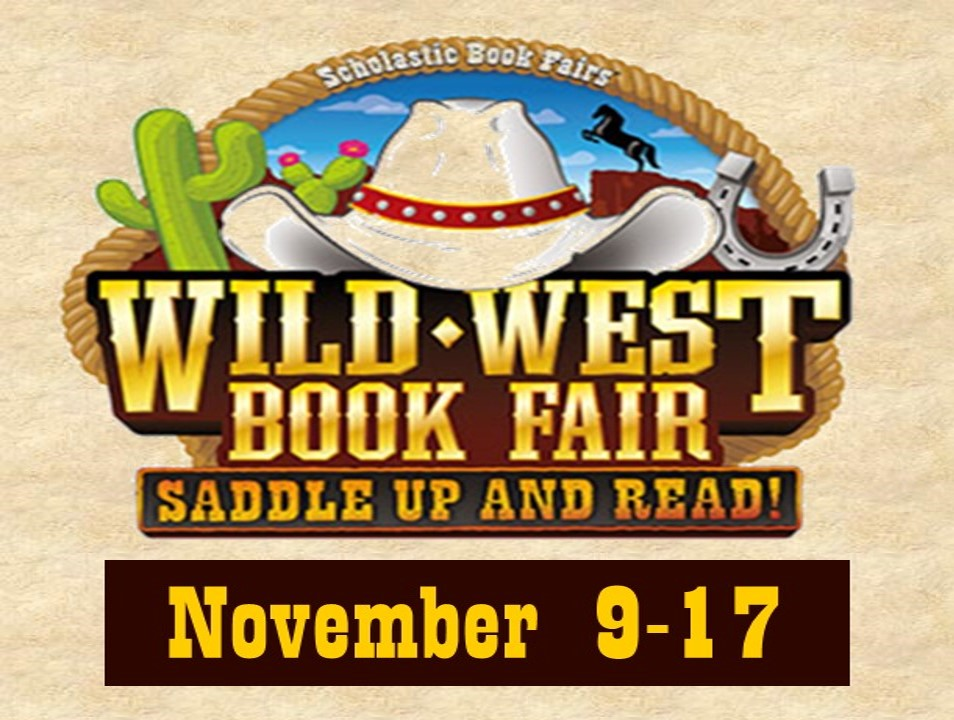 Scholastic Book Fairs
WILD • WEST
BOOK FAIR
SADDLE UP AND READ!
November 9-17